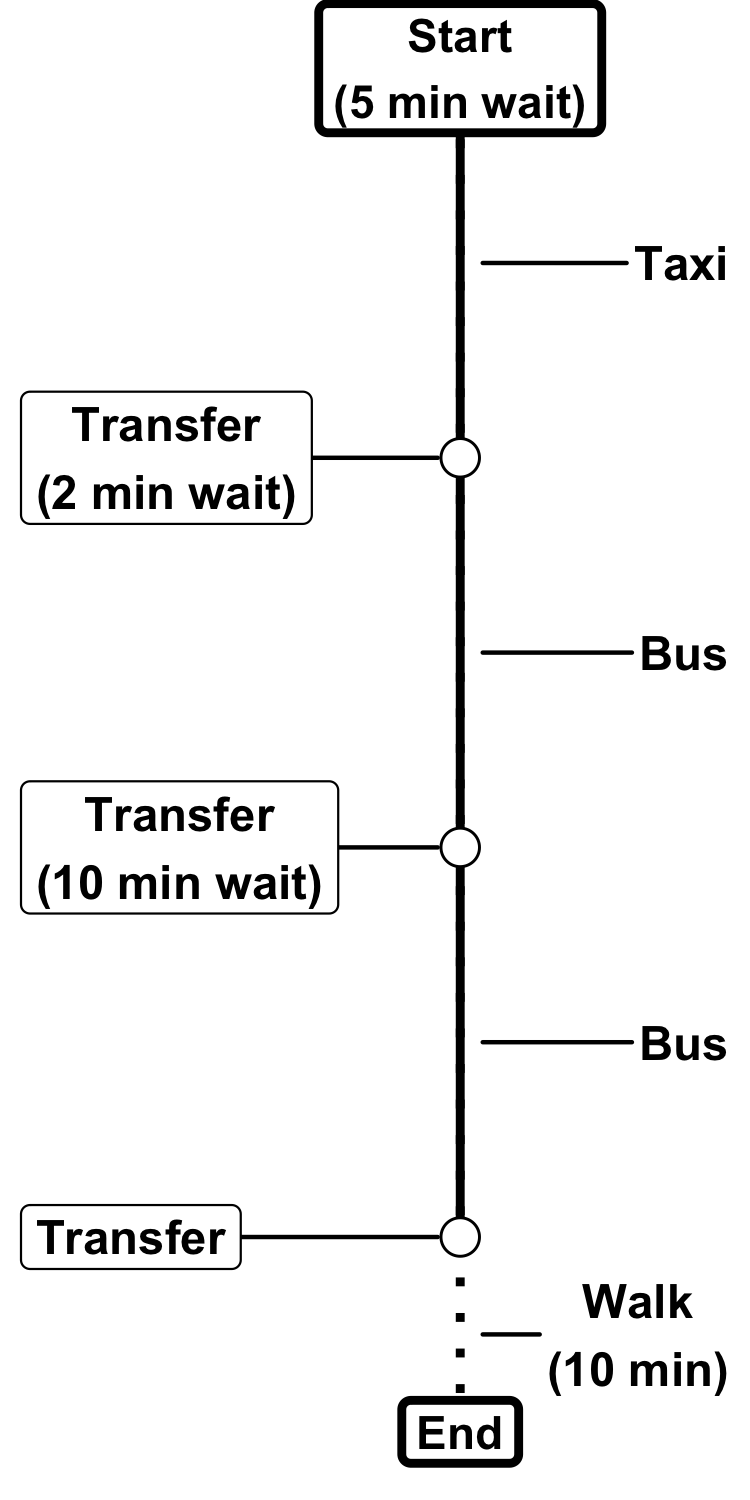 Start
(5 min wait)
Taxi
Transfer
(2 min wait)
Bus
Transfer
(10 min wait)
Bus
Transfer
Walk
(10 min)
End